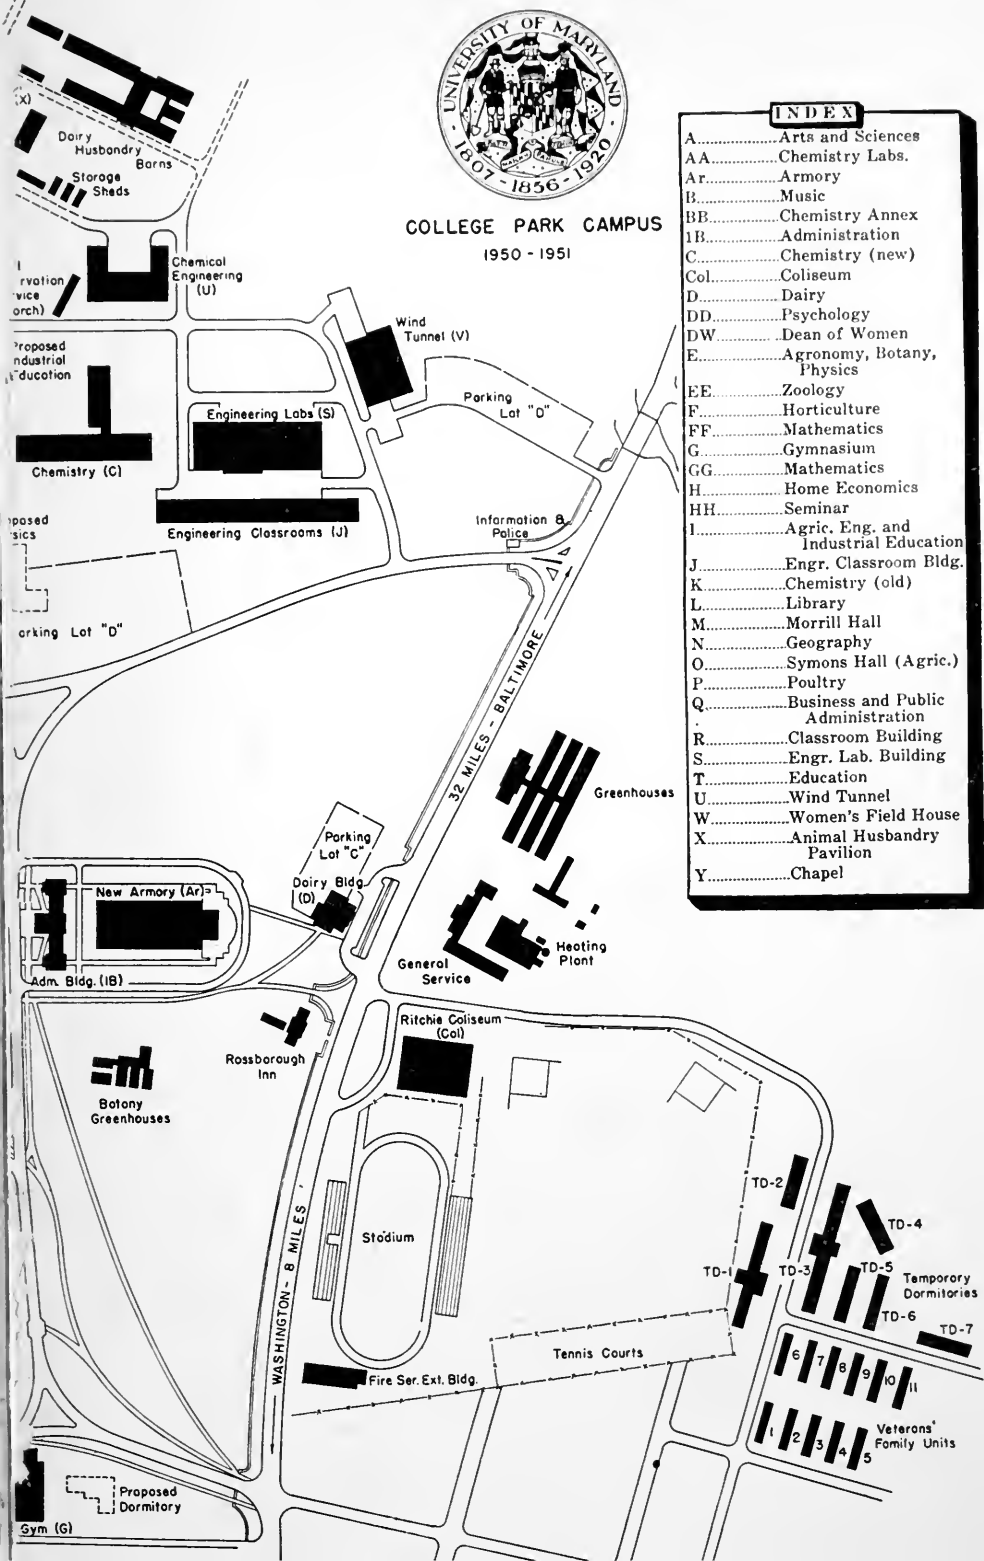 UNIVERSITY OF MARYLAND
1807 - 1856 - 1920
COLLEGE PARK CAMPUS
1950 - 1951
INDEX
A....................Arts and Sciences
AA....................Chemistry Labs.
Ar....................Armory
B....................Music
BB....................Chemistry Annex
1B....................Administration
C....................Chemistry (new)
Col....................Coliseum
D....................Dairy
DD....................Psychology
DW....................Dean of Women
E....................Agronomy, Botany,
Physics
EE....................Zoology
F....................Horticulture
FF....................Mathematics
G....................Gymnasium
GG....................Mathematics
H....................Home Economics
HH....................Seminar
I....................Agric. Eng. and
Industrial Education
J....................Engr. Classroom Bldg.
K....................Chemistry (old)
L....................Library
M....................Morrill Hall
N....................Geography
O....................Symons Hall (Agric.)
P....................Poultry
Q....................Business and Public
Administration
R....................Classroom Building
S....................Engr. Lab. Building
T....................Education
U....................Wind Tunnel
W....................Women's Field House
X....................Animal Husbandry
Pavilion
Y....................Chapel
(X)
Dairy
Husbandry
Barns
Storage
Sheds
Chemical
Engineering
(U)
rvation
vice
orch)
Wind
Tunnel (V)
Proposed
ndustrial
Education
Parking
Lot "D"
Engineering Labs (S)
Chemistry (C)
Engineering Classrooms (J)
Information &
Police
posed
sics
arking Lot "D"
32 MILES - BALTIMORE
Greenhouses
Parking
Lot "C"
Dairy Bldg.
(D)
New Armory (Ar)
Adm. Bldg. (1B)
General
Service
Heating
Plant
Ritchie Coliseum
(Col)
Rossborough
Inn
Botany
Greenhouses
WASHINGTON - 8 MILES
Stadium
TD-2
TD-4
TD-1
TD-3
TD-5
Temporary
Dormitories
TD-6
TD-7
Tennis Courts
Fire Ser. Ext. Bldg.
6
7
8
9
10
11
1
2
3
4
5
Veterans'
Family Units
Proposed
Dormitory
Gym (G)